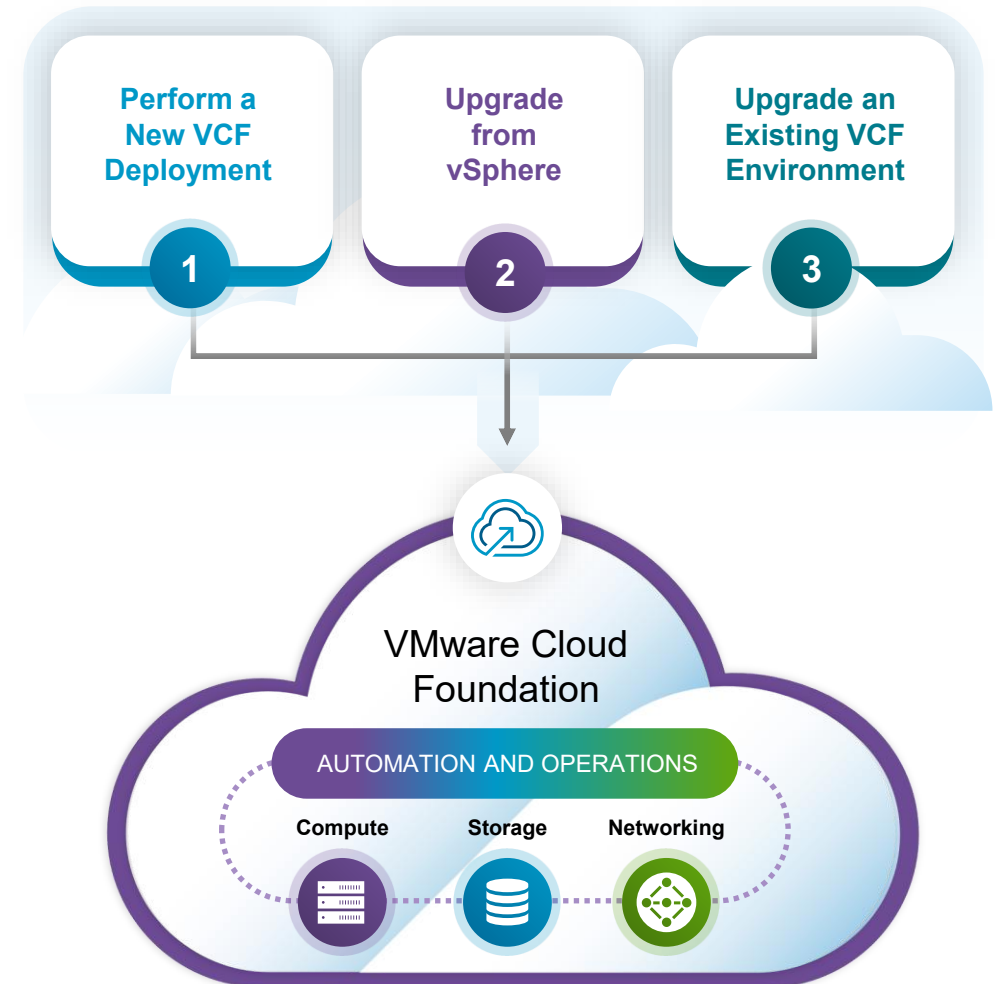 Perform a
New VCF
Deployment
Upgrade
from
vSphere
Upgrade an
Existing VCF
Environment
1
2
3
VMware Cloud
Foundation
AUTOMATION AND OPERATIONS
Compute
Storage
Networking